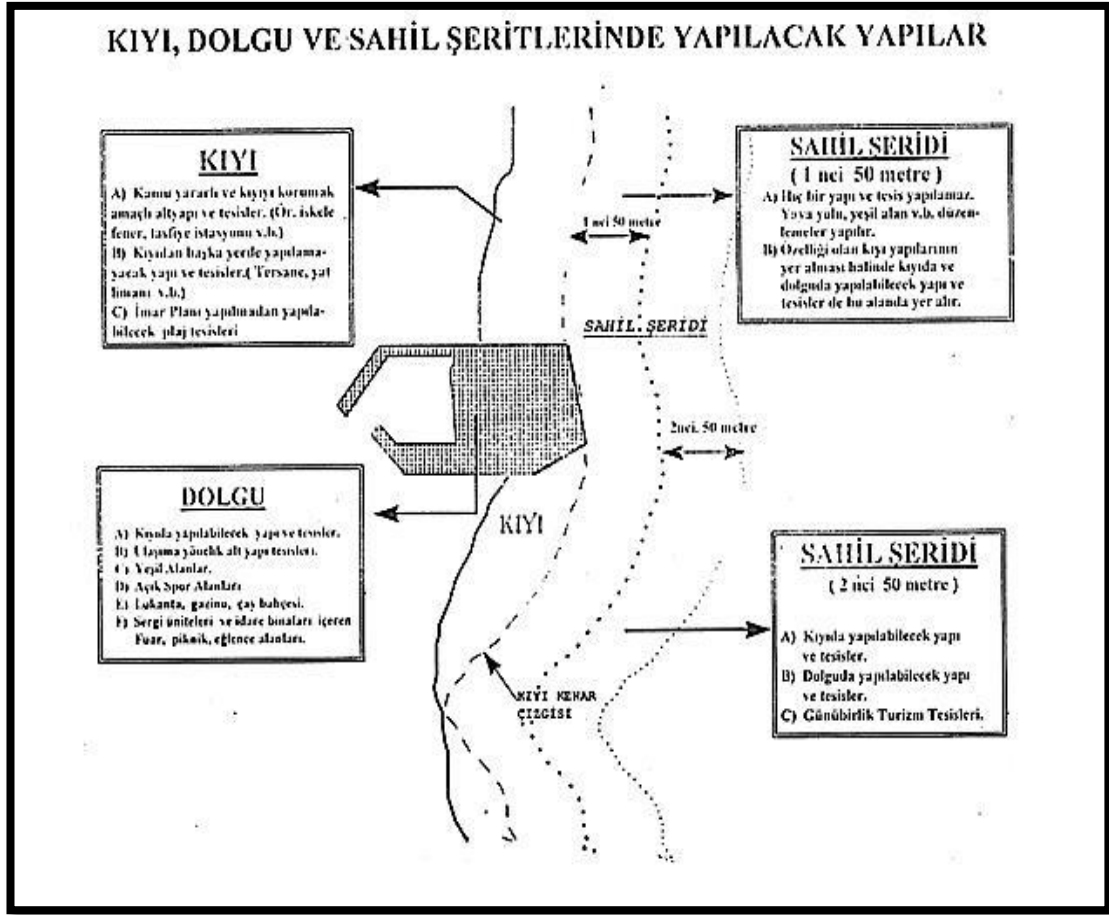 KIYI, DOLGU VE SAHİL ŞERİTLERİNDE YAPILACAK YAPILAR
KIYI
A) Kamu yararlı ve kıyıyı korumak
amaçlı altyapı ve tesisler. (Ör. iskele
fener, tasfiye istasyonu v.b.)
B) Kıyıdan başka yerde yapılama-
yacak yapı ve tesisler.( Tersane, yat
limanı v.b.)
C) İmar Planı yapılmadan yapıla-
bilecek plaj tesisleri
SAHİL ŞERİDİ
( 1 nci 50 metre )
A) Hiç bir yapı ve tesis yapılamaz.
Yaya yolu, yeşil alan v.b. düzen-
lemeler yapılır.
B) Özelliği olan kıyı yapılarının
yer alması halinde kıyıda ve
dolguda yapılabilecek yapı ve
tesisler de bu alanda yer alır.
1 nci 50 metre
SAHİL ŞERİDİ
2nci. 50 metre
DOLGU
A) Kıyıda yapılabilecek yapı ve tesisler.
B) Ulaşıma yönelik alt yapı tesisleri.
C) Yeşil Alanlar.
D) Açık Spor Alanları
E) Lokanta, gazino, çay bahçesi.
F) Sergi üniteleri ve idare binaları içeren
Fuar, piknik, eğlence alanları.
KIYI
KIYI KENAR
ÇIZGİSİ
SAHİL ŞERİDİ
( 2 nci 50 metre )
A) Kıyıda yapılabilecek yapı
ve tesisler.
B) Dolguda yapılabilecek yapı
ve tesisler.
C) Günübirlik Turizm Tesisleri.